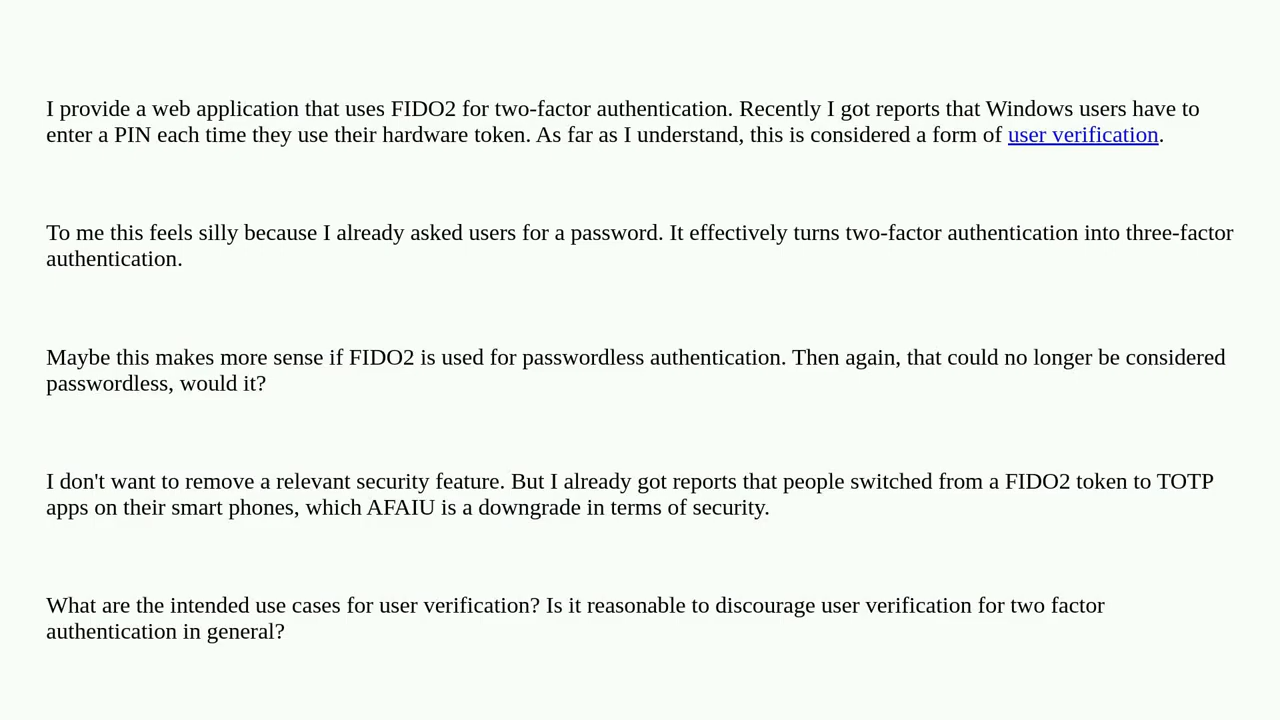 I provide a web application that uses FIDO2 for two-factor authentication. Recently I got reports that Windows users have to
enter a PIN each time they use their hardware token. As far as I understand, this is considered a form of user verification.
To me this feels silly because I already asked users for a password. It effectively turns two-factor authentication into three-factor
authentication.
Maybe this makes more sense if FIDO2 is used for passwordless authentication. Then again, that could no longer be considered
passwordless, would it?
I don't want to remove a relevant security feature. But I already got reports that people switched from a FIDO2 token to TOTP
apps on their smart phones, which AFAIU is a downgrade in terms of security.
What are the intended use cases for user verification? Is it reasonable to discourage user verification for two factor
authentication in general?